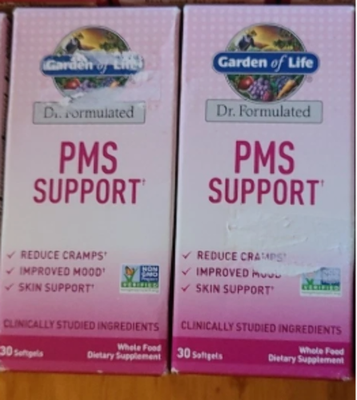 Garden of Life
Dr. Formulated
PMS
SUPPORT†
✓ REDUCE CRAMPS†
✓ IMPROVED MOOD†
✓ SKIN SUPPORT†
NON
GMO
VERIFIED
CLINICALLY STUDIED INGREDIENTS
30 Softgels
Whole Food
Dietary Supplement
Garden of Life
Dr. Formulated
PMS
SUPPORT†
✓ REDUCE CRAMPS†
✓ IMPROVED MOOD
✓ SKIN SUPPORT†
VERIFIED
CLINICALLY STUDIED INGREDIENTS
30 Softgels
Whole Food
Dietary Supplement